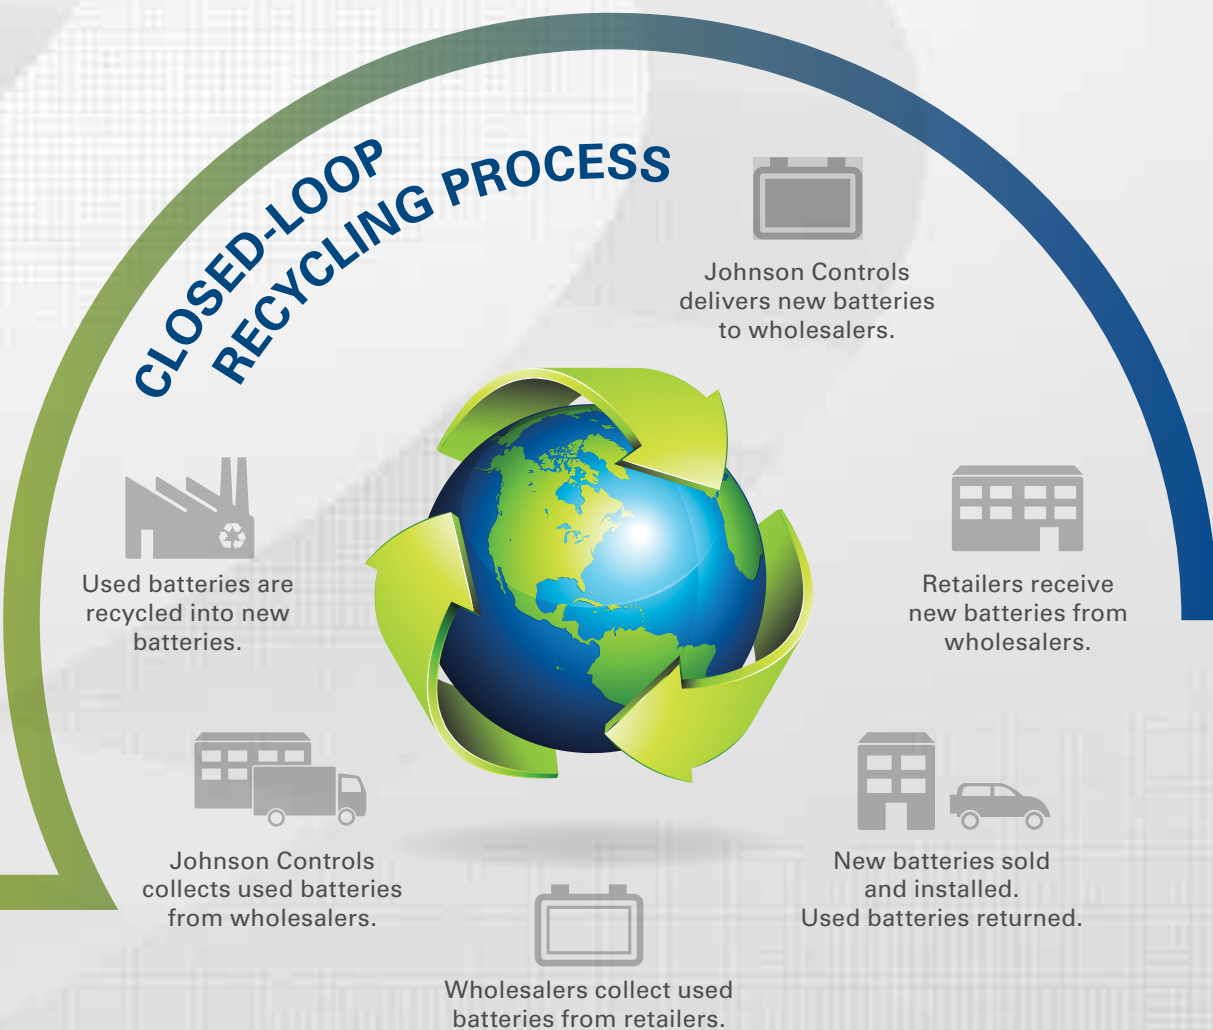 CLOSED-LOOP
RECYCLING PROCESS
Johnson Controls
delivers new batteries
to wholesalers.
Retailers receive
new batteries from
wholesalers.
New batteries sold
and installed.
Used batteries returned.
Wholesalers collect used
batteries from retailers.
Johnson Controls
collects used batteries
from wholesalers.
Used batteries are
recycled into new
batteries.